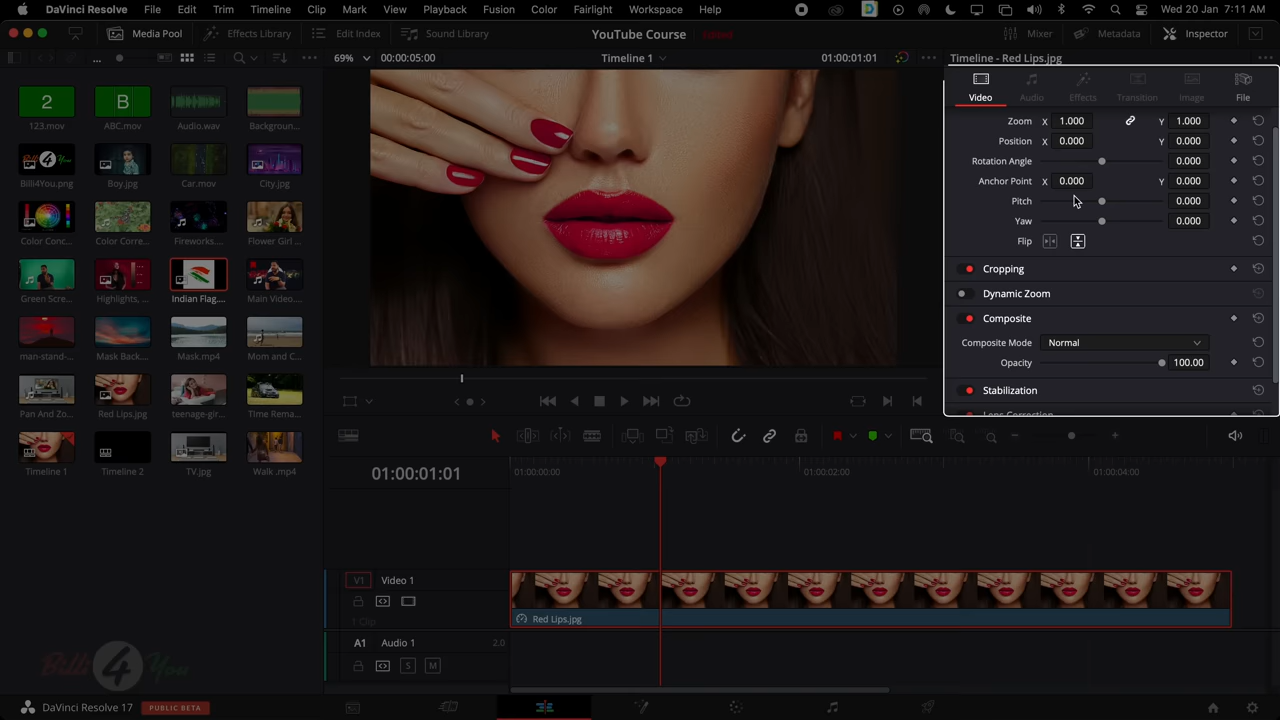 DaVinci Resolve File Edit Trim Timeline Clip Mark View Playback Fusion Color Fairlight Workspace Help Wed 20 Jan 7:11 AM
Media Pool Effects Library Edit Index Sound Library YouTube Course Mixer Metadata Inspector
... 69% 00:00:05:00 Timeline 1 01:00:01:01 ... Timeline - Red Lips.jpg ...
Video Audio Effects Transition Image File
2 B
123.mov ABC.mov Audio.wav Backgroun...
Billi4You.png Boy.jpg Car.mov City.jpg
Color Conc... Color Corre... Fireworks.... Flower Girl ...
Green Scre... Highlights, ... Indian Flag.... Main Video....
man-stand-... Mask Back... Mask.mp4 Mom and C...
Pan And Zo... Red Lips.jpg teenage-gir... Time Rema...
Timeline 1 Timeline 2 TV.jpg Walk .mp4
Zoom X 1.000 Y 1.000
Position X 0.000 Y 0.000
Rotation Angle 0.000
Anchor Point X 0.000 Y 0.000
Pitch 0.000
Yaw 0.000
Flip
Cropping
Dynamic Zoom
Composite
Composite Mode Normal
Opacity 100.00
Stabilization
Lens Correction
01:00:01:01 01:00:00:00 01:00:02:00 01:00:04:00
V1 Video 1
1 Clip
Red Lips.jpg
A1 Audio 1 2.0
S M
Billi 4 You
DaVinci Resolve 17 PUBLIC BETA